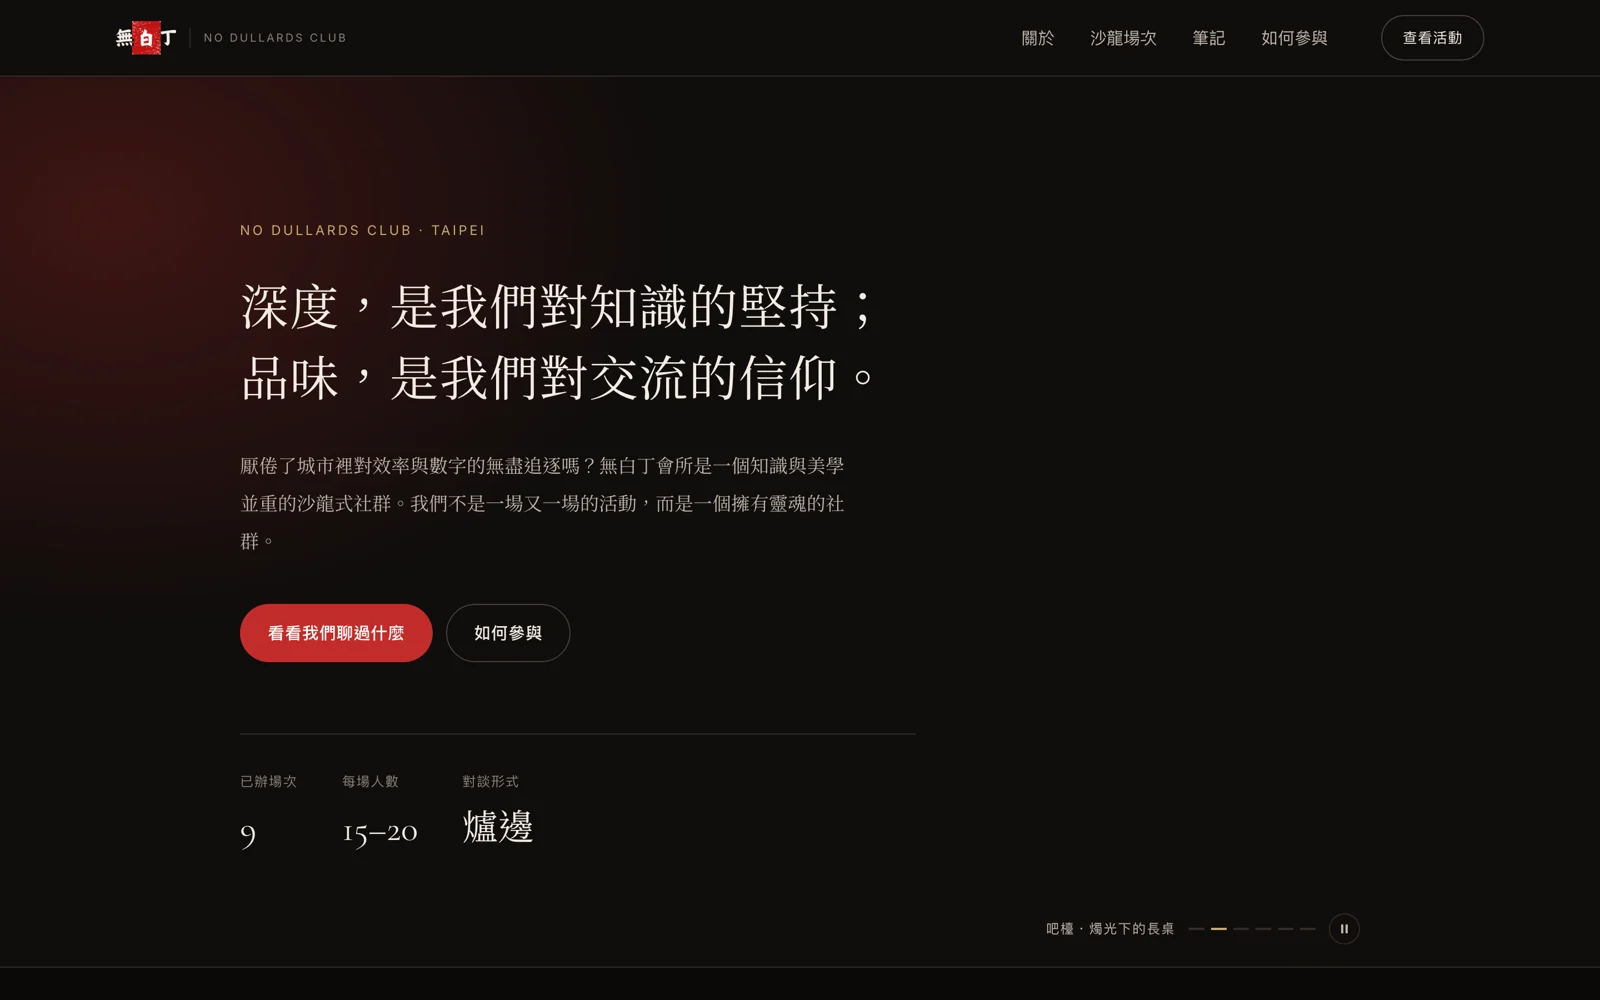 無白丁
NO DULLARDS CLUB
關於
沙龍場次
筆記
如何參與
查看活動
NO DULLARDS CLUB · TAIPEI
深度，是我們對知識的堅持；
品味，是我們對交流的信仰。
厭倦了城市裡對效率與數字的無盡追逐嗎？無白丁會所是一個知識與美學
並重的沙龍式社群。我們不是一場又一場的活動，而是一個擁有靈魂的社
群。
看看我們聊過什麼
如何參與
已辦場次
每場人數
對談形式
9
15–20
爐邊
吧檯 · 燭光下的長桌